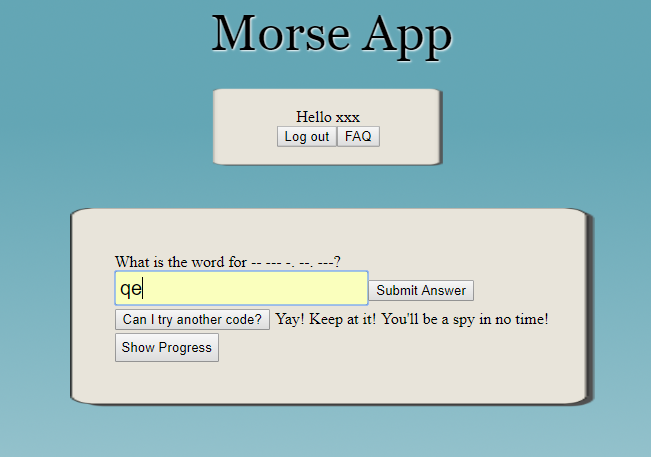 Morse App
Hello xxx
Log out FAQ
What is the word for -- --- -. --. ---?
qe Submit Answer
Can I try another code? Yay! Keep at it! You'll be a spy in no time!
Show Progress